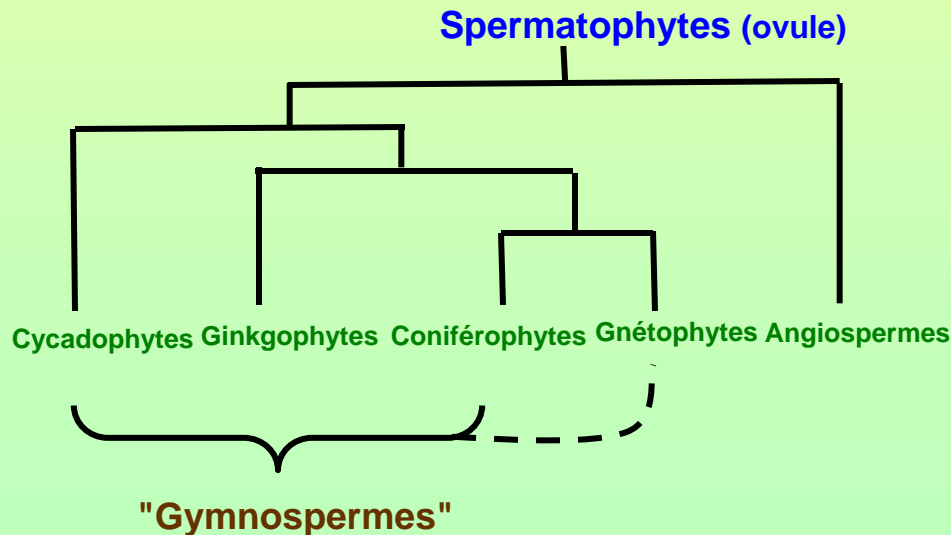 Spermatophytes (ovule)
Cycadophytes Ginkgophytes Coniférophytes Gnétophytes Angiospermes
"Gymnospermes"